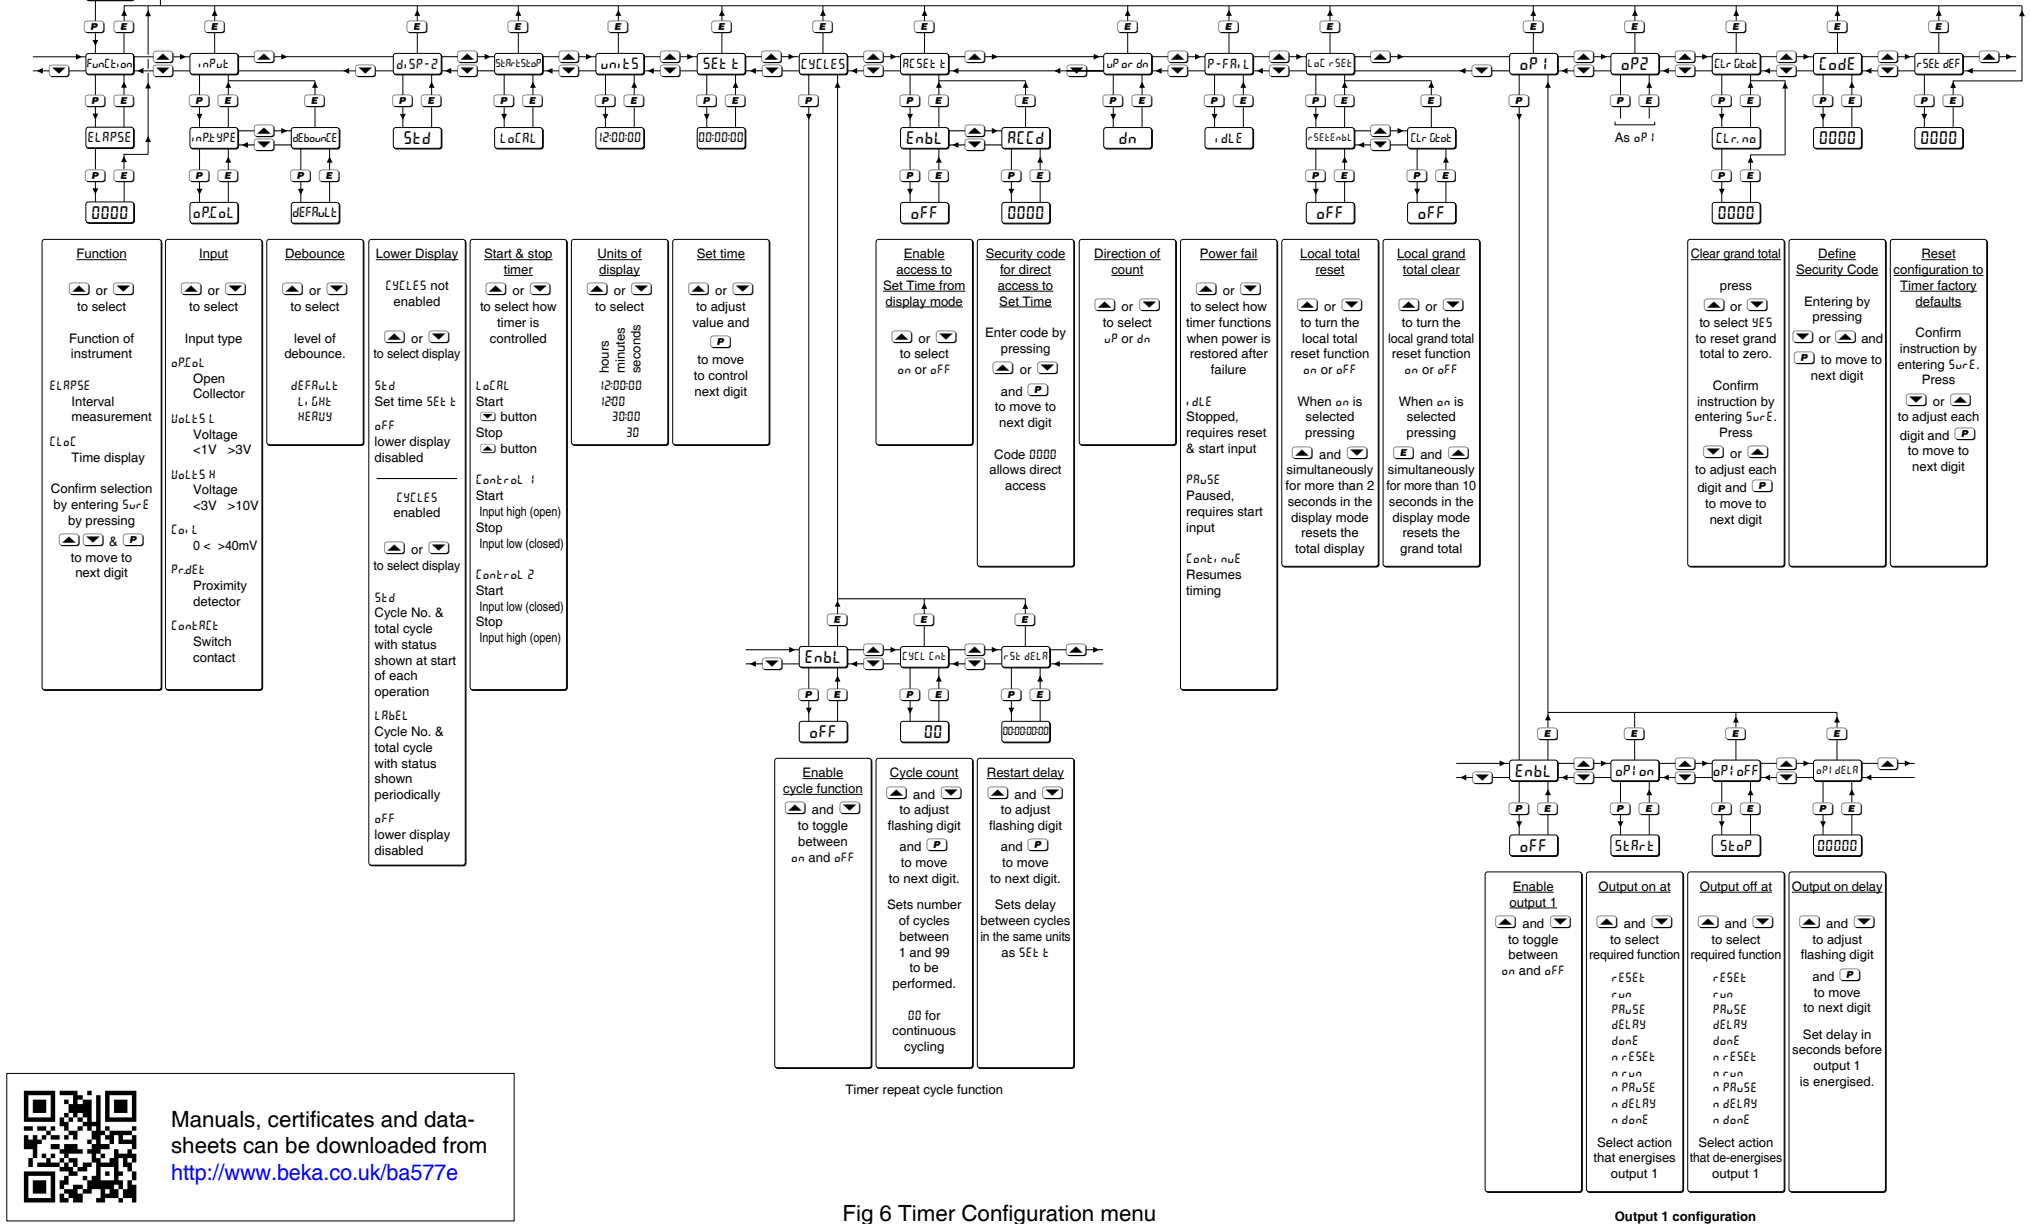 P E E E E E E E E E E E E E E E E
FunCtion inPut diSP-2 StArtStoP unitS SEt t CYCLES ACSEt t uP or dn P-FAiL LoC rSEt oP1 oP2 CLr Gtot CodE rSEt dEF
P E P E E P E P E P E P E P P E E P E P E P E P P E P E P E
ELAPSE inP.tYPE dEbouncE Std LoCAL 12:00:00 00:00:00 EnbL ACCd dn idLE rSEtEnbL CLr Gtot As oP1 CLr.no 0000 0000
P E P E P E P E P E P E P E P E
0000 oP.CoL dEFAuLt oFF 0000 oFF oFF 0000
Function
or
to select
Function of
instrument
ELAPSE
Interval
measurement
CLoC
Time display
Confirm selection
by entering SurE
by pressing
& P
to move to
next digit
Input
or
to select
Input type
oP.CoL
Open
Collector
VoLtS L
Voltage
<1V >3V
VoLtS H
Voltage
<3V >10V
CoiL
0 < >40mV
Pr.dEt
Proximity
detector
ContACt
Switch
contact
Debounce
or
to select
level of
debounce.
dEFAuLt
LiGHt
HEAVY
Lower Display
CYCLES not
enabled
or
to select display
Std
Set time SEt t
oFF
lower display
disabled
CYCLES
enabled
or
to select display
Std
Cycle No. &
total cycle
with status
shown at start
of each
operation
LAbEL
Cycle No. &
total cycle
with status
shown
periodically
oFF
lower display
disabled
Start & stop
timer
or
to select how
timer is
controlled
LoCAL
Start
button
Stop
button
ControL 1
Start
Input high (open)
Stop
Input low (closed)
ControL 2
Start
Input low (closed)
Stop
Input high (open)
Units of
display
or
to select
hours
minutes
seconds
12:00:00
12:00
30:00
30
Set time
or
to adjust
value and
P
to move
to control
next digit
Enable
access to
Set Time from
display mode
or
to select
on or oFF
Security code
for direct
access to
Set Time
Enter code by
pressing
or
and P
to move to
next digit
Code 0000
allows direct
access
Direction of
count
or
to select
uP or dn
Power fail
or
to select how
timer functions
when power is
restored after
failure
idLE
Stopped,
requires reset
& start input
PAuSE
Paused,
requires start
input
ContinuE
Resumes
timing
Local total
reset
or
to turn the
local total
reset function
on or oFF
When on is
selected
pressing
and
simultaneously
for more than 2
seconds in the
display mode
resets the
total display
Local grand
total clear
or
to turn the
local grand total
reset function
on or oFF
When on is
selected
pressing
E and
simultaneously
for more than 10
seconds in the
display mode
resets the
grand total
Clear grand total
press
or
to select YES
to reset grand
total to zero.
Confirm
instruction by
entering SurE.
Press
or
to adjust each
digit and P
to move to
next digit
Define
Security Code
Entering by
pressing
or and
P to move to
next digit
Reset
configuration to
Timer factory
defaults
Confirm
instruction by
entering SurE.
Press
or
to adjust each
digit and P
to move to
next digit
E E E
EnbL CYCL Cnt rSt dELA
P E P E P E
oFF 00 00:00:00:00
Enable
cycle function
and
to toggle
between
on and oFF
Cycle count
and
to adjust
flashing digit
and P
to move
to next digit.
Sets number
of cycles
between
1 and 99
to be
performed.
00 for
continuous
cycling
Restart delay
and
to adjust
flashing digit
and P
to move
to next digit.
Sets delay
between cycles
in the same units
as SEt t
Timer repeat cycle function
E E E E
EnbL oP1on oP1oFF oP1dELA
P E P E P E P E
oFF StArt StoP 00000
Enable
output 1
and
to toggle
between
on and oFF
Output on at
and
to select
required function
rESEt
run
PAuSE
dELAY
donE
n rESEt
n run
n PAuSE
n dELAY
n donE
Select action
that energises
output 1
Output off at
and
to select
required function
rESEt
run
PAuSE
dELAY
donE
n rESEt
n run
n PAuSE
n dELAY
n donE
Select action
that de-energises
output 1
Output on delay
and
to adjust
flashing digit
and P
to move
to next digit
Set delay in
seconds before
output 1
is energised.
Output 1 configuration
Manuals, certificates and data-
sheets can be downloaded from
http://www.beka.co.uk/ba577e
Fig 6 Timer Configuration menu